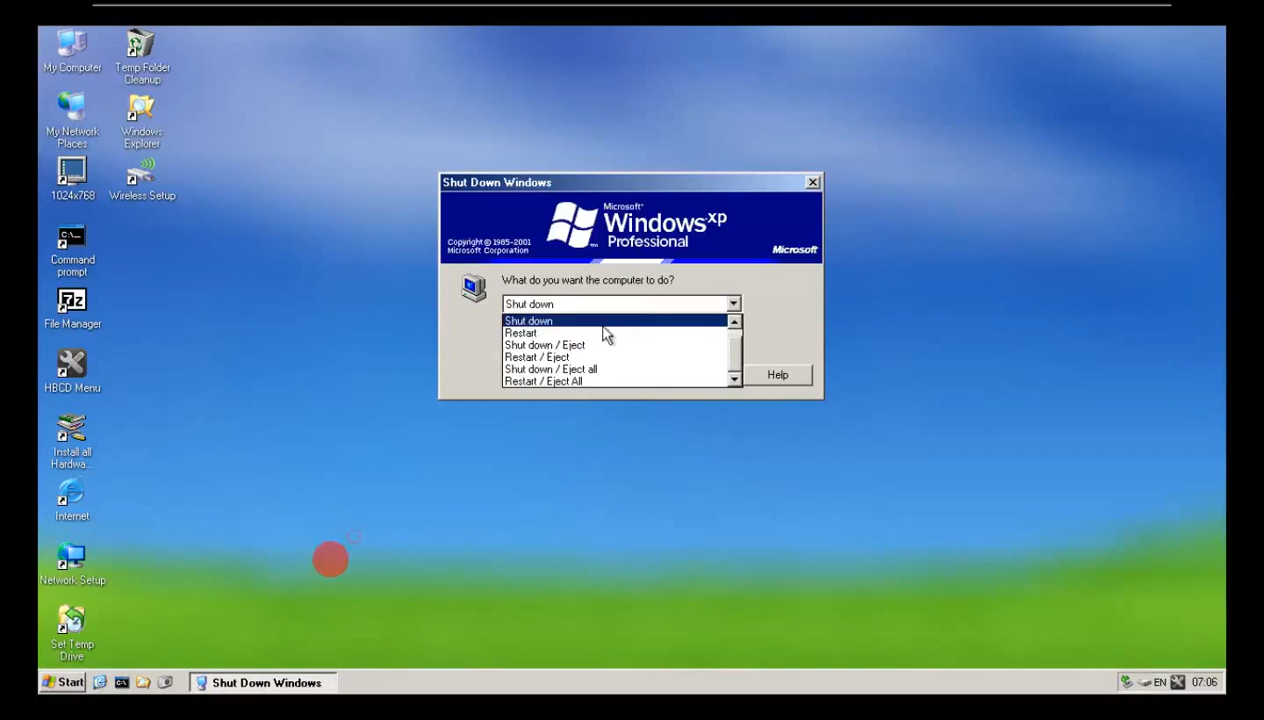 My Computer
Temp Folder
Cleanup
My Network
Places
Windows
Explorer
1024x768
Wireless Setup
C:\_
Command
prompt
7z
File Manager
HBCD Menu
Install all
Hardwa...
Internet
Network Setup
Set Temp
Drive
Shut Down Windows
Microsoft®
Windows xp
Professional
Copyright © 1985-2001
Microsoft Corporation
Microsoft
What do you want the computer to do?
Shut down
Shut down
Restart
Shut down / Eject
Restart / Eject
Shut down / Eject all
Restart / Eject All
Help
Start
Shut Down Windows
EN
07:06